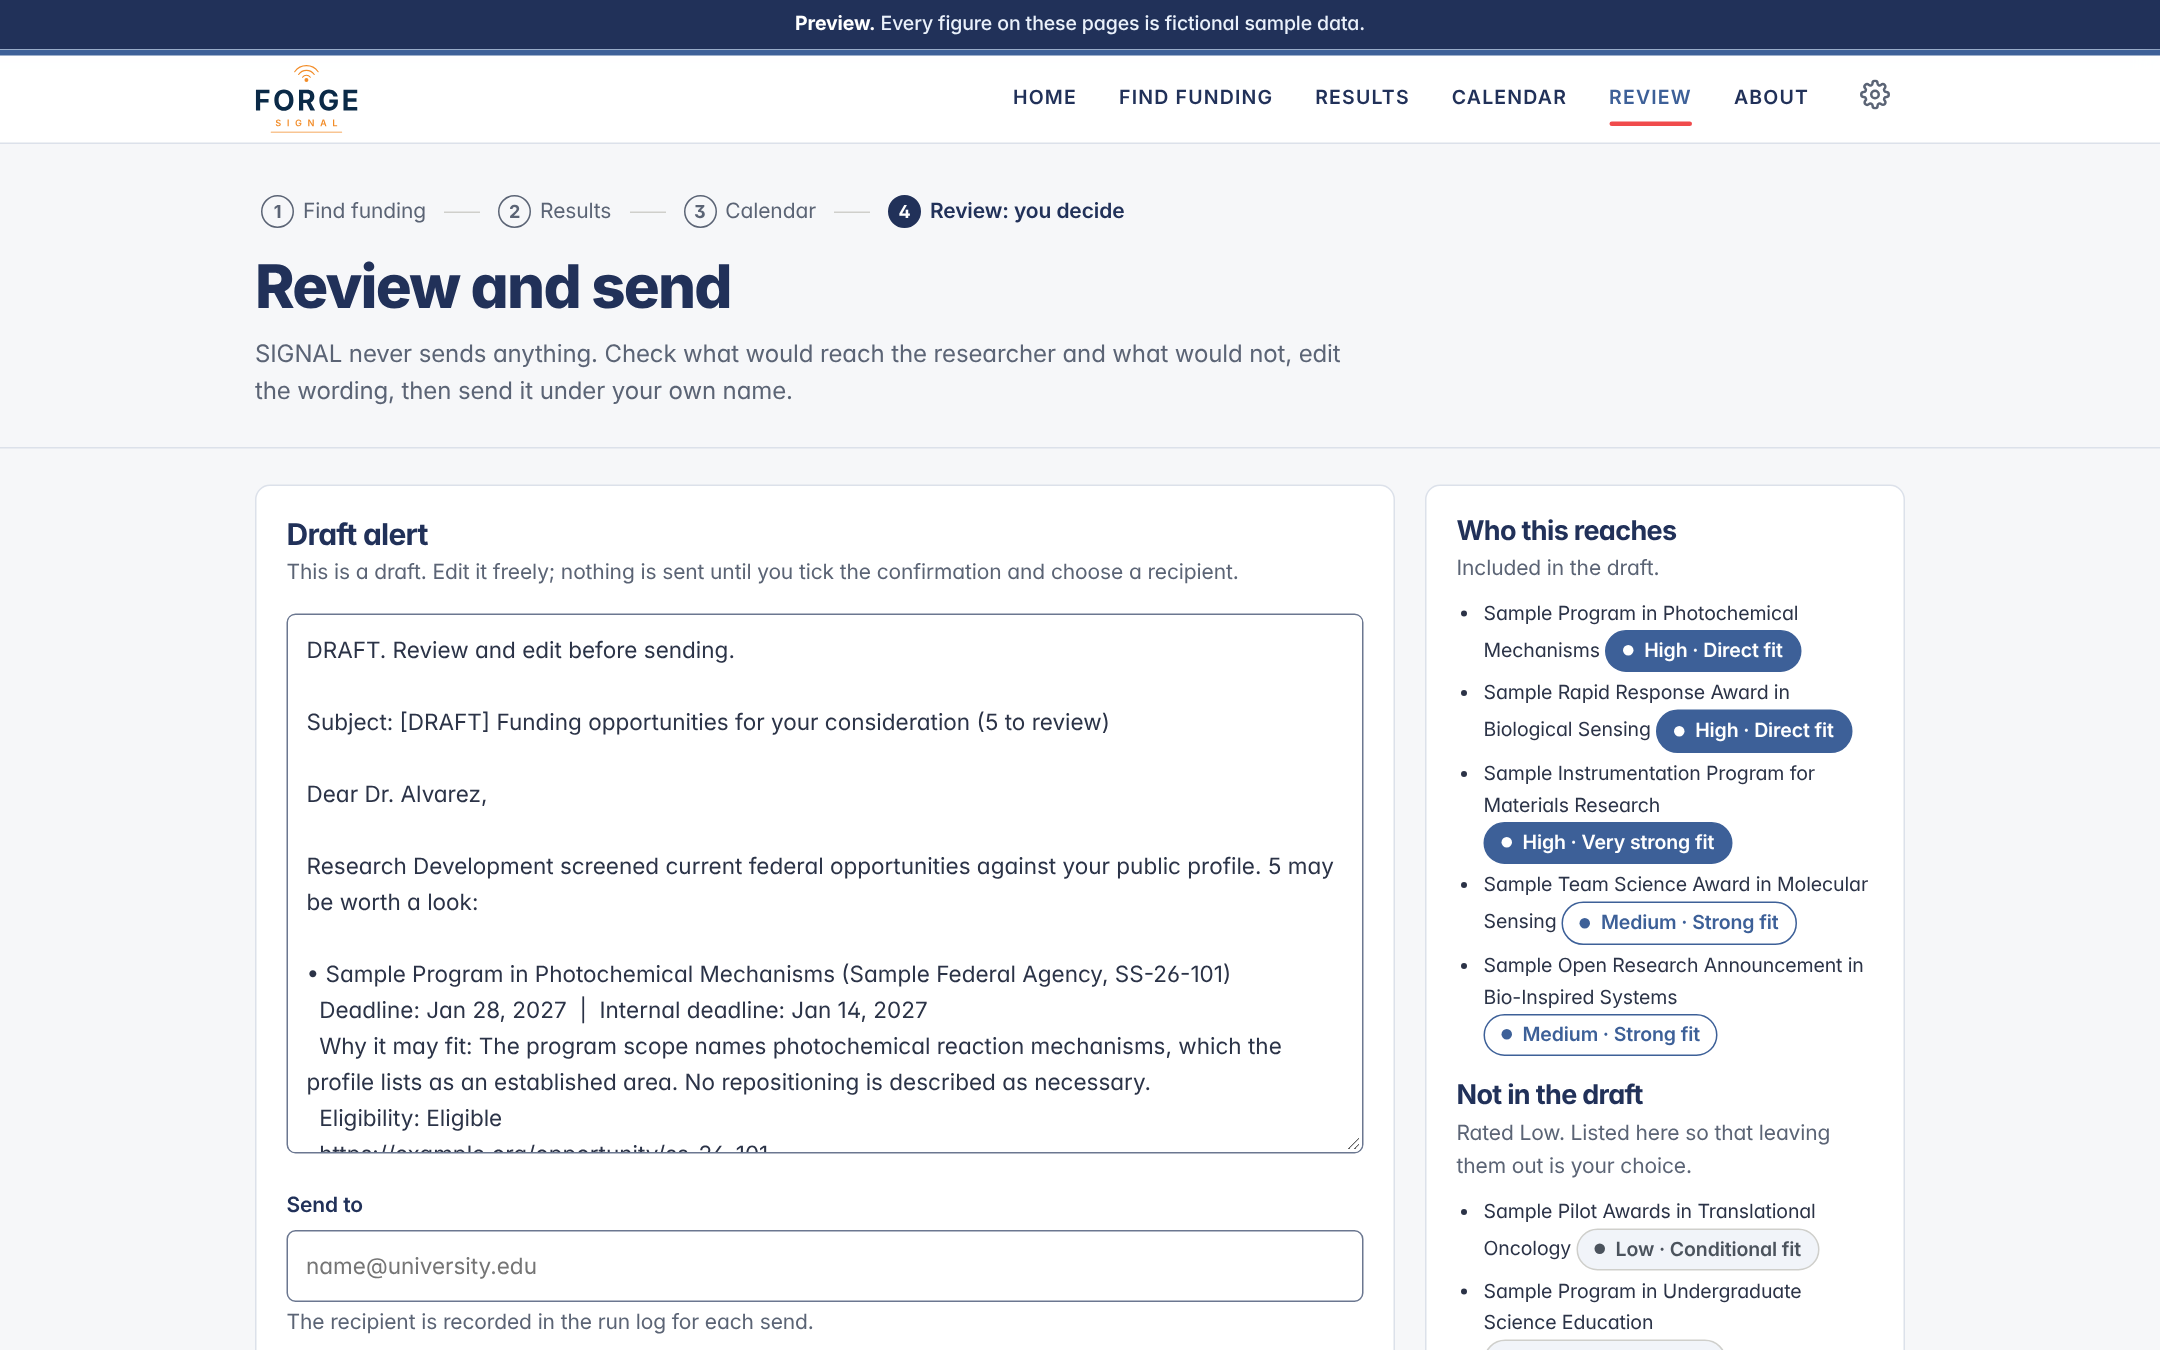 Preview. Every figure on these pages is fictional sample data.
FORGE
SIGNAL
HOME
FIND FUNDING
RESULTS
CALENDAR
REVIEW
ABOUT
1 Find funding
2 Results
3 Calendar
4 Review: you decide
Review and send
SIGNAL never sends anything. Check what would reach the researcher and what would not, edit
the wording, then send it under your own name.
Draft alert
This is a draft. Edit it freely; nothing is sent until you tick the confirmation and choose a recipient.
DRAFT. Review and edit before sending.
Subject: [DRAFT] Funding opportunities for your consideration (5 to review)
Dear Dr. Alvarez,
Research Development screened current federal opportunities against your public profile. 5 may
be worth a look:
• Sample Program in Photochemical Mechanisms (Sample Federal Agency, SS-26-101)
Deadline: Jan 28, 2027 | Internal deadline: Jan 14, 2027
Why it may fit: The program scope names photochemical reaction mechanisms, which the
profile lists as an established area. No repositioning is described as necessary.
Eligibility: Eligible
https://example.org/opportunity/ss-26-101
Send to
name@university.edu
The recipient is recorded in the run log for each send.
Who this reaches
Included in the draft.
• Sample Program in Photochemical
Mechanisms High · Direct fit
• Sample Rapid Response Award in
Biological Sensing High · Direct fit
• Sample Instrumentation Program for
Materials Research
High · Very strong fit
• Sample Team Science Award in Molecular
Sensing Medium · Strong fit
• Sample Open Research Announcement in
Bio-Inspired Systems
Medium · Strong fit
Not in the draft
Rated Low. Listed here so that leaving
them out is your choice.
• Sample Pilot Awards in Translational
Oncology Low · Conditional fit
• Sample Program in Undergraduate
Science Education